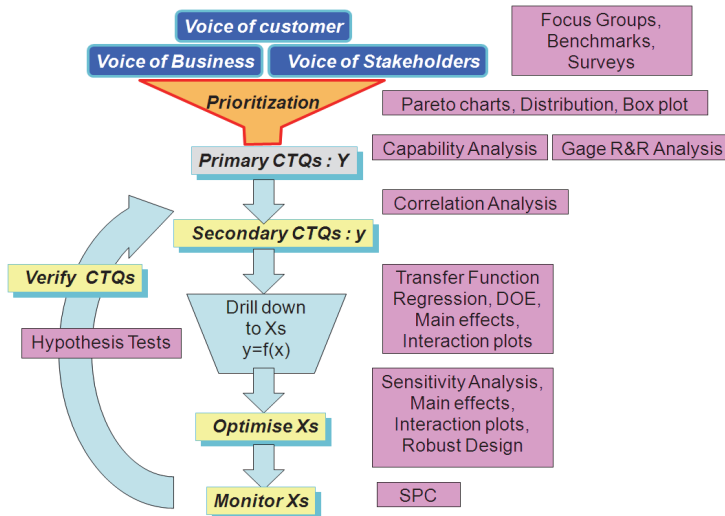 Voice of customer
Voice of Business
Voice of Stakeholders
Focus Groups,
Benchmarks,
Surveys
Prioritization
Pareto charts, Distribution, Box plot
Primary CTQs : Y
Capability Analysis
Gage R&R Analysis
Correlation Analysis
Secondary CTQs : y
Verify CTQs
Drill down
to Xs
y=f(x)
Transfer Function
Regression, DOE,
Main effects,
Interaction plots
Hypothesis Tests
Sensitivity Analysis,
Main effects,
Interaction plots,
Robust Design
Optimise Xs
Monitor Xs
SPC